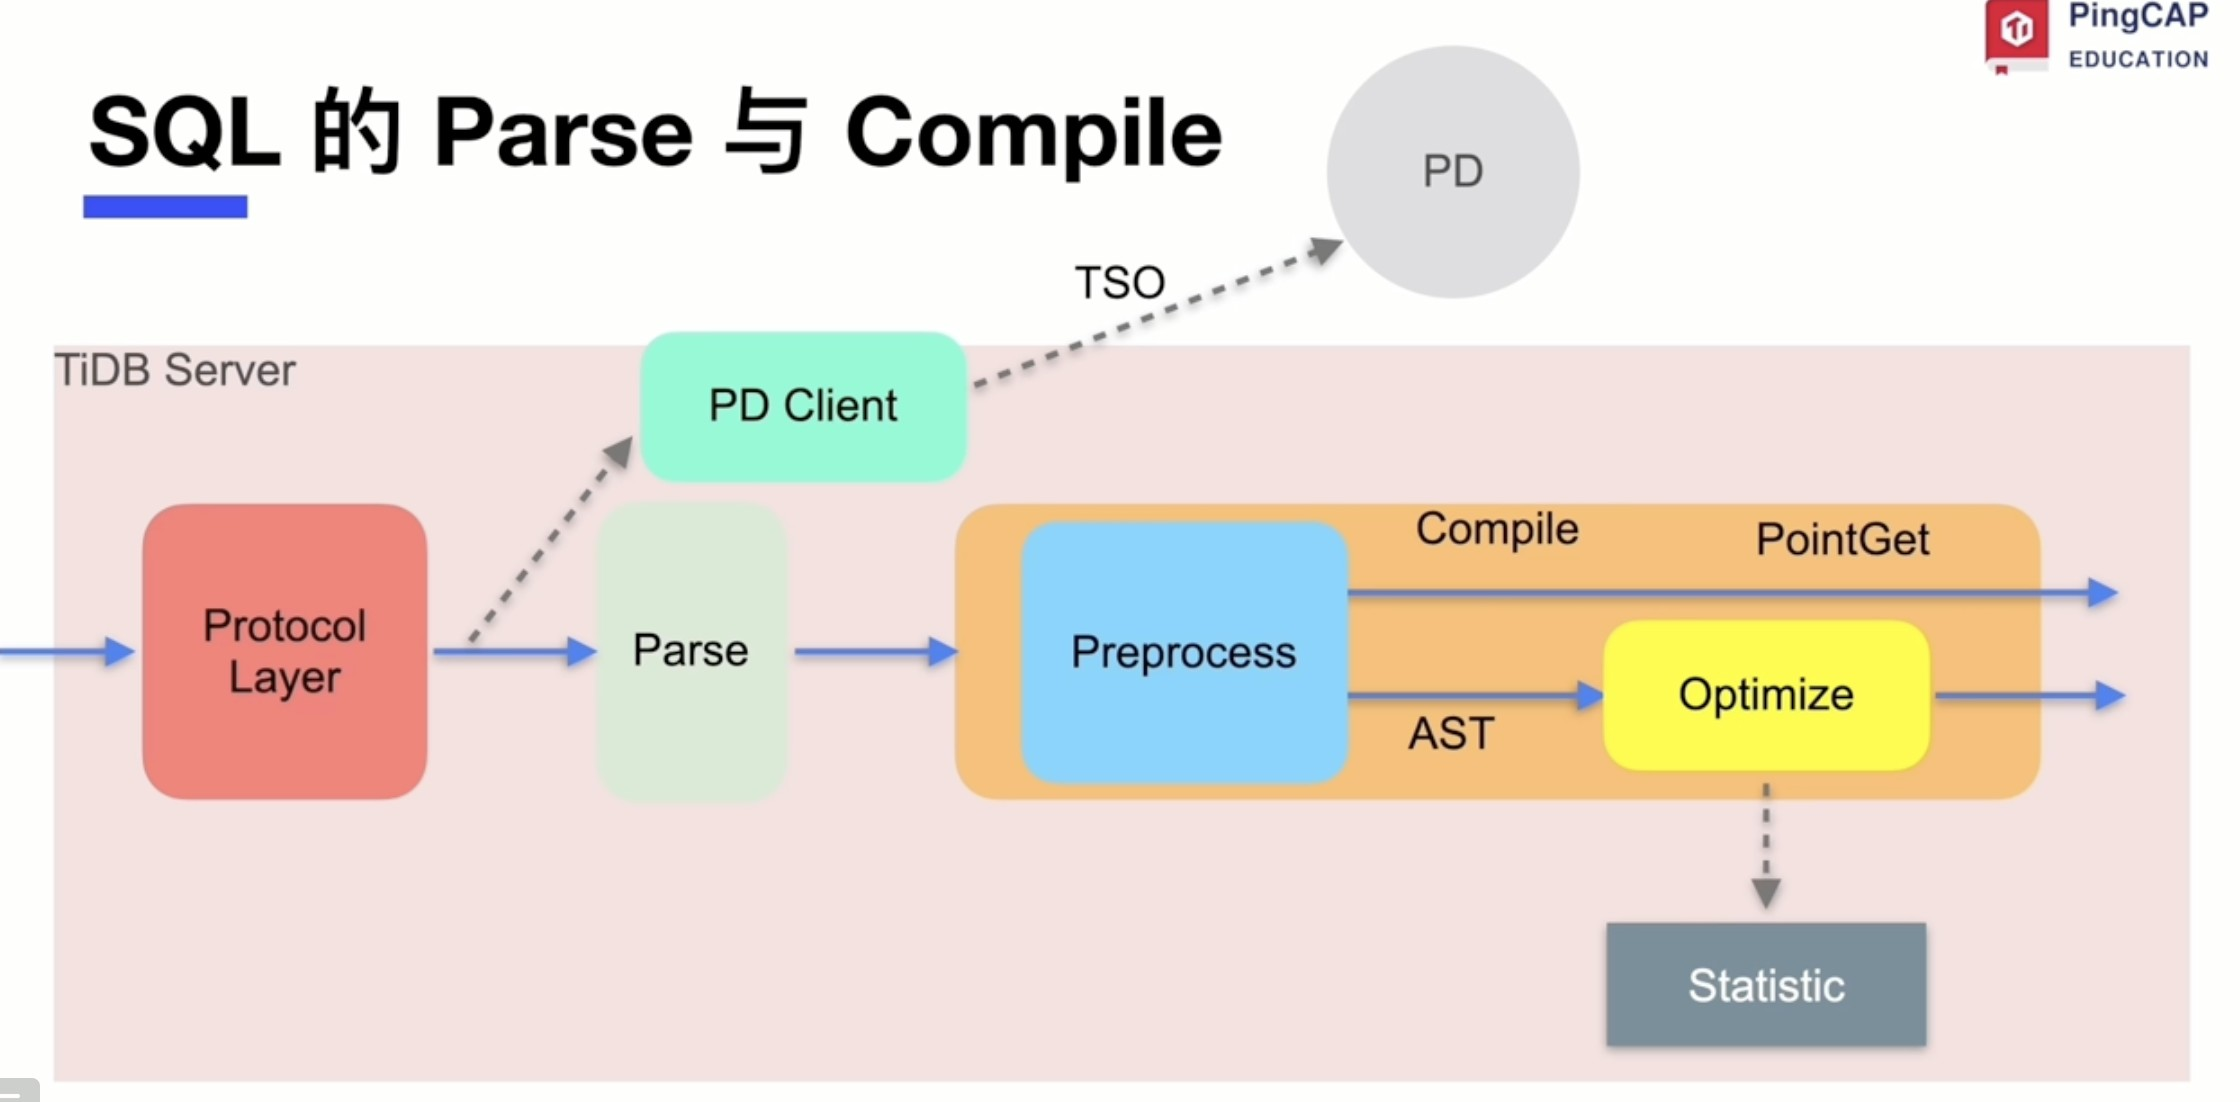 PingCAP
EDUCATION
SQL 的 Parse 与 Compile
PD
TSO
TiDB Server
PD Client
Protocol
Layer
Parse
Preprocess
Compile
PointGet
AST
Optimize
Statistic